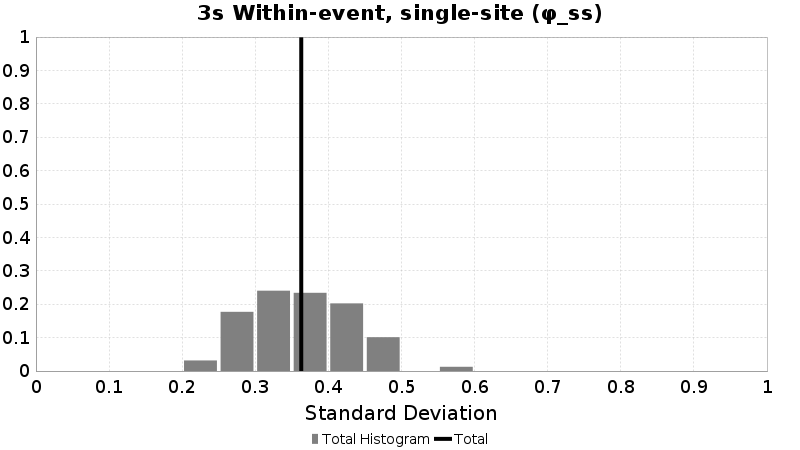 3s Within-event, single-site (φ_ss)
1
0.9
0.8
0.7
0.6
0.5
0.4
0.3
0.2
0.1
0
0 0.1 0.2 0.3 0.4 0.5 0.6 0.7 0.8 0.9 1
Standard Deviation
Total Histogram Total